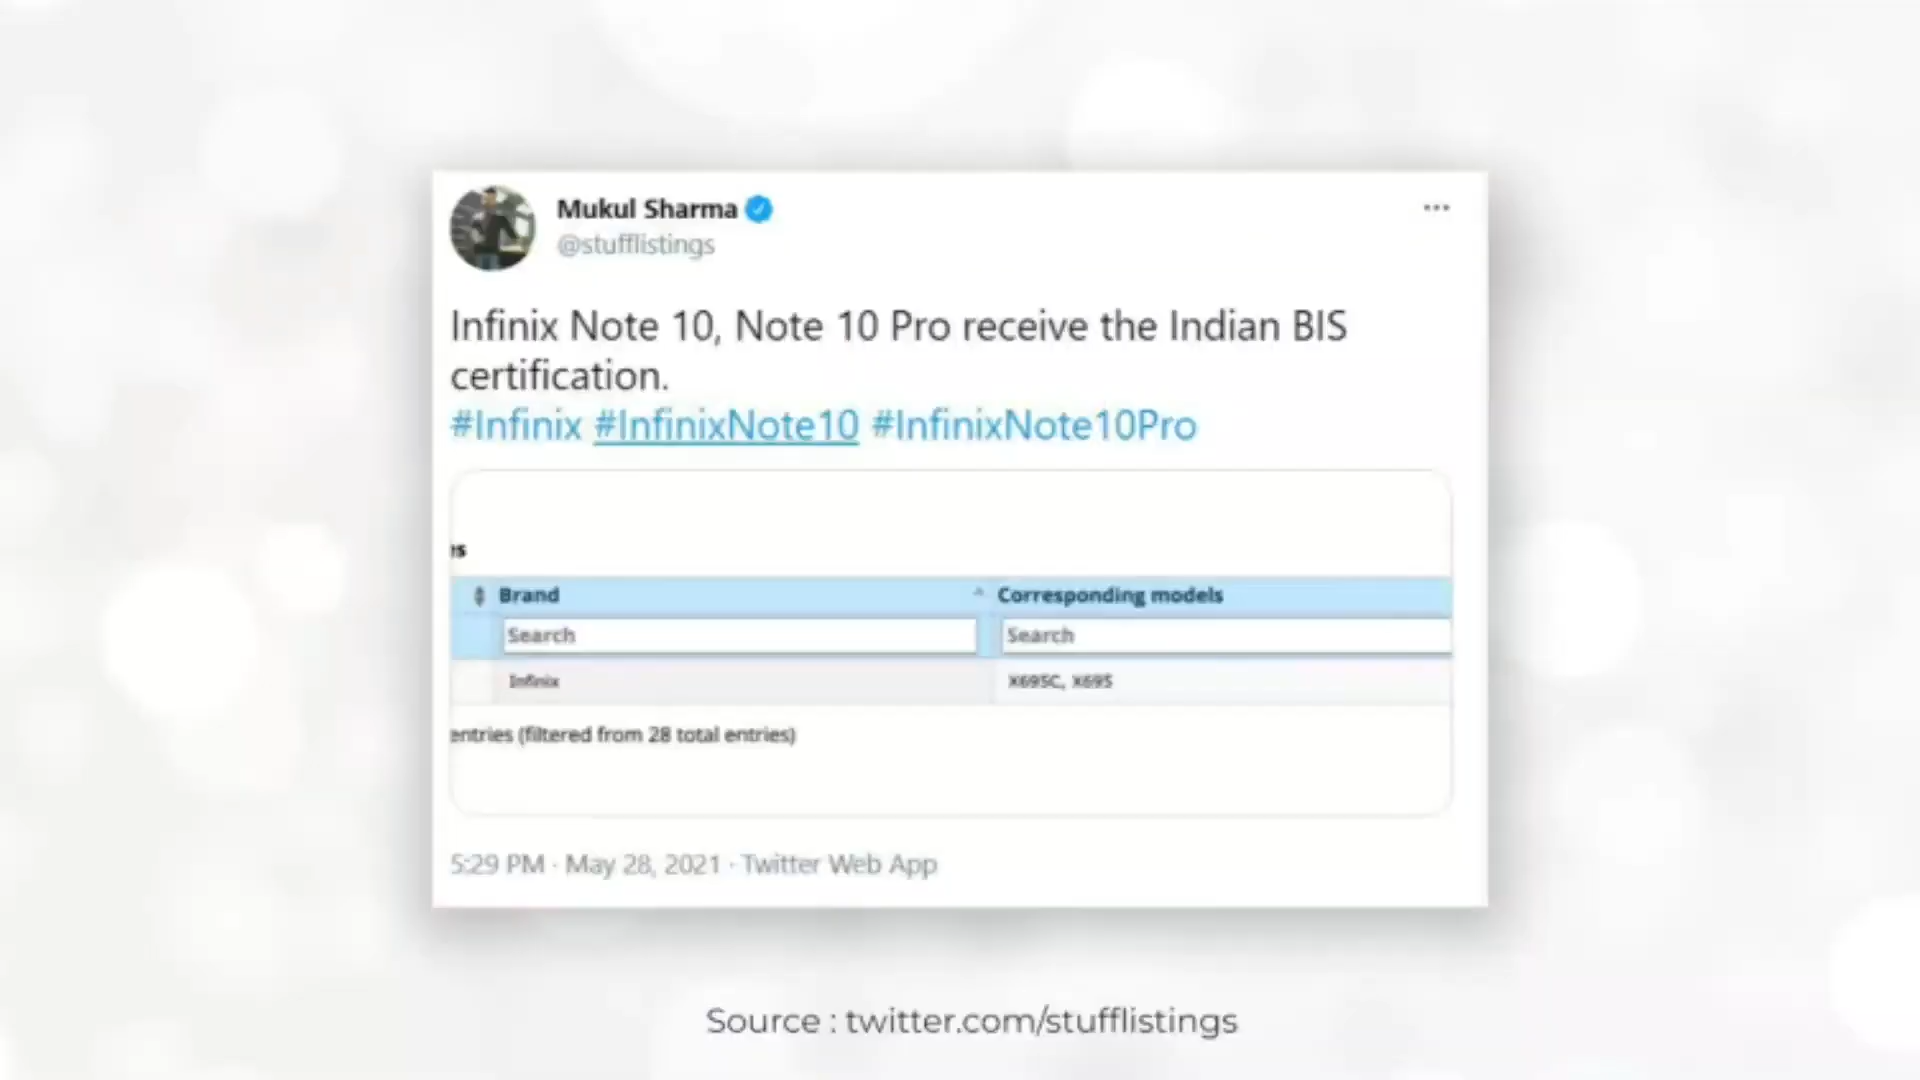 Mukul Sharma
@stufflistings
Infinix Note 10, Note 10 Pro receive the Indian BIS
certification.
#Infinix #InfinixNote10 #InfinixNote10Pro
es
Brand Corresponding models
Search Search
Infinix X695C, X695
entries (filtered from 28 total entries)
5:29 PM · May 28, 2021 · Twitter Web App
Source : twitter.com/stufflistings